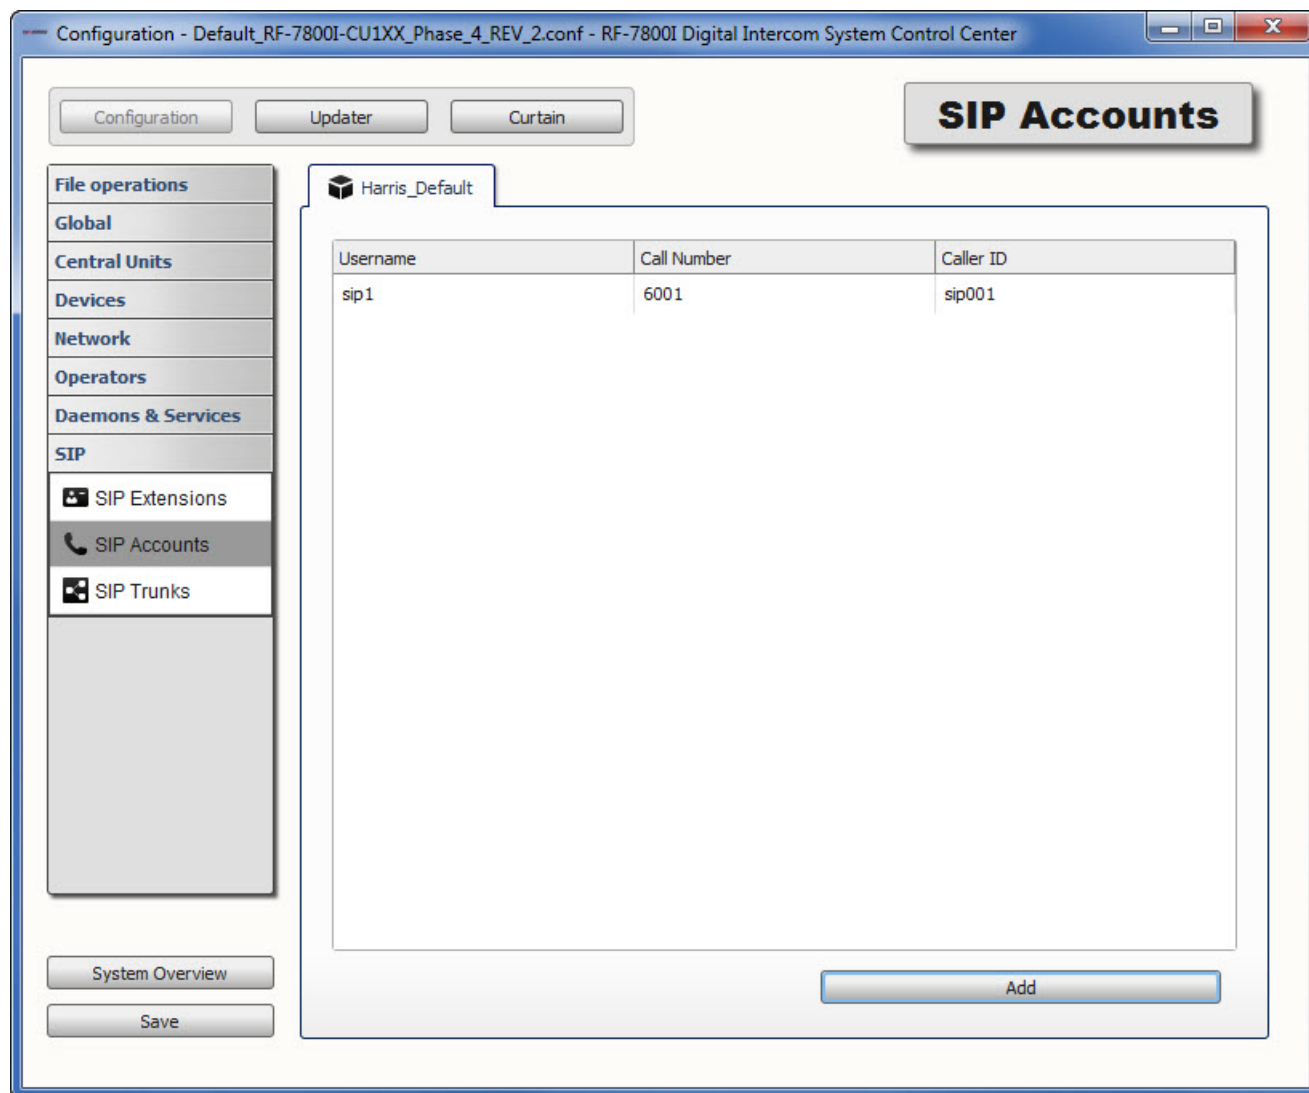 Configuration - Default_RF-7800I-CU1XX_Phase_4_REV_2.conf - RF-7800I Digital Intercom System Control Center
Configuration Updater Curtain
SIP Accounts
File operations
Global
Central Units
Devices
Network
Operators
Daemons & Services
SIP
SIP Extensions
SIP Accounts
SIP Trunks
System Overview
Save
Harris_Default
Username Call Number Caller ID
sip1 6001 sip001
Add